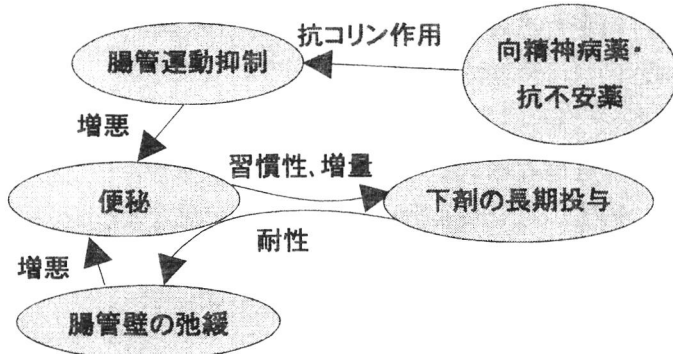 抗コリン作用
向精神病薬・
抗不安薬
腸管運動抑制
増悪
習慣性、増量
便秘
下剤の長期投与
耐性
増悪
腸管壁の弛緩